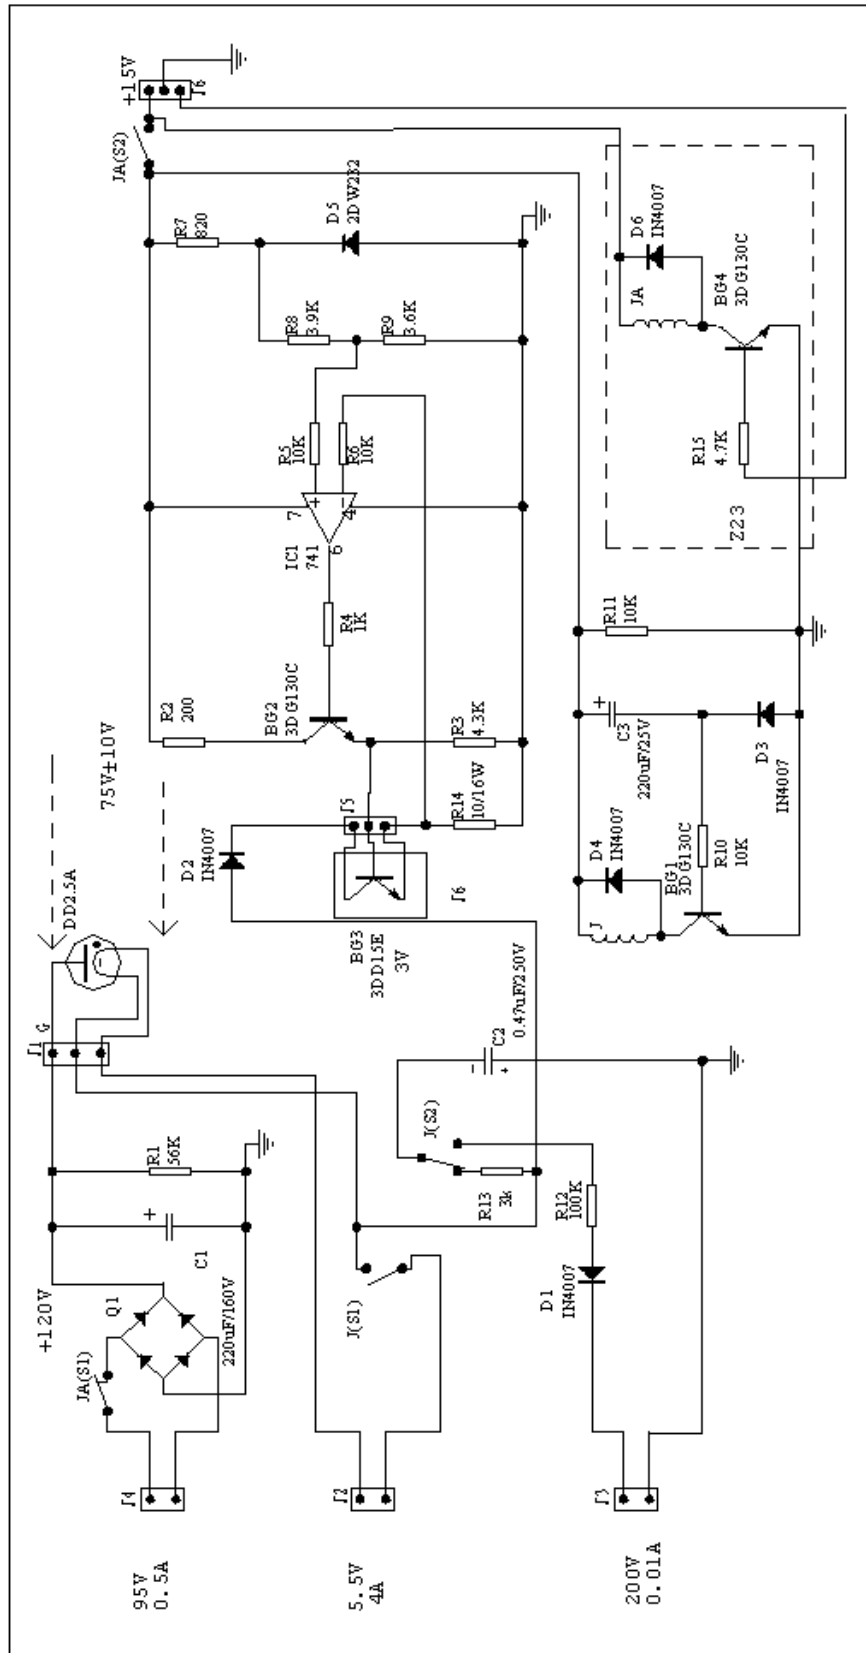 95V
0.5A
J4
JA(S1)
+120V
Q1
C1
220uF/160V
+
R1
56K
J1
G
DD2.5A
75V±10V
R2
200
BG2
3DG130C
R4
1K
IC1
741
6
7
4
+
-
R5
10K
R6
10K
R8
3.9K
R9
3.6K
R7
820
D5
2DW232
JA(S2)
+15V
J6
5.5V
4A
J2
J(S1)
R13
3k
J(S2)
C2
0.47uF/250V
-
+
BG3
3DD15E
3V
J6
D2
IN4007
J5
R14
10/16W
R3
4.3K
200V
0.01A
J3
D1
IN4007
R12
100K
J
D4
IN4007
BG1
3DG130C
R10
10K
C3
220uF/25V
+
D3
IN4007
R11
10K
Z23
R15
4.7K
BG4
3DG130C
JA
D6
IN4007